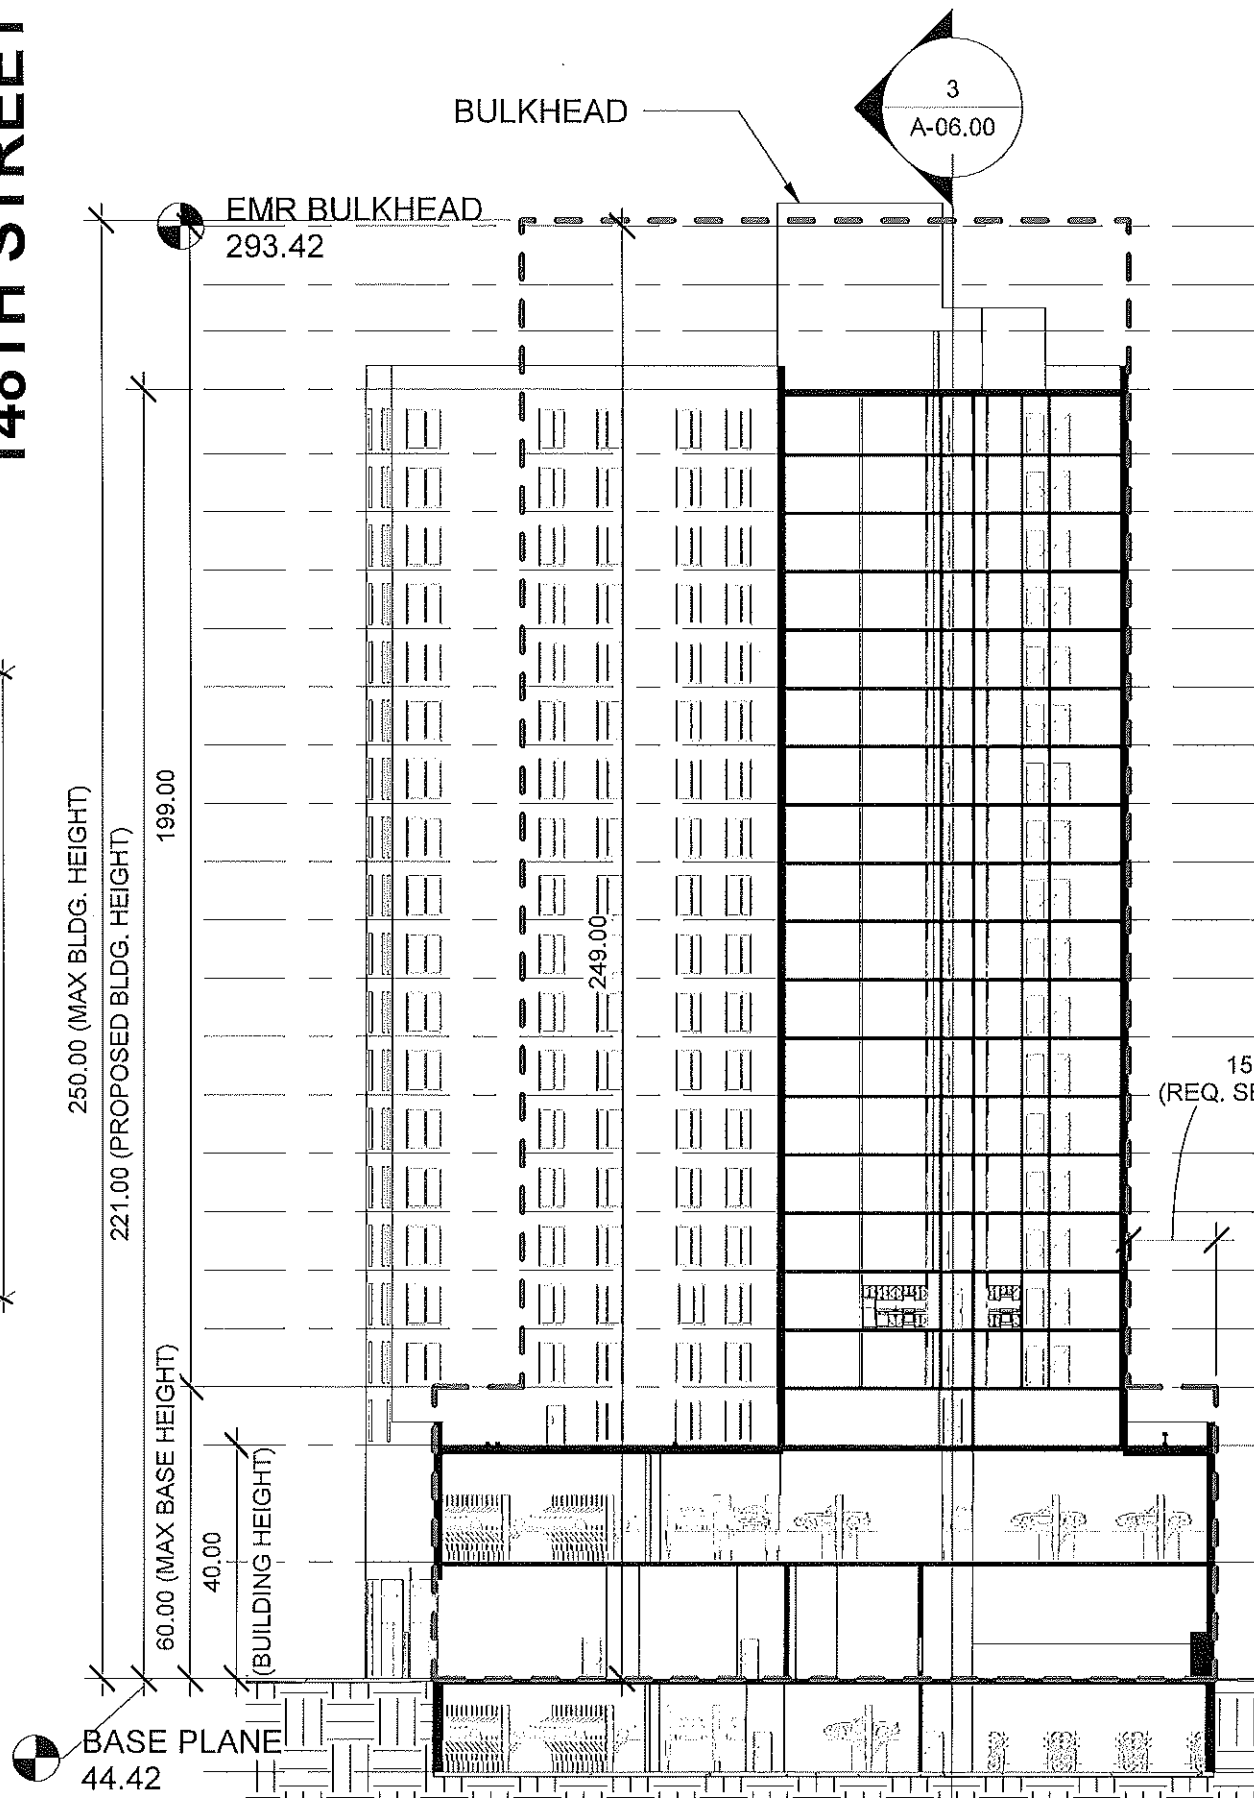 148TH STREET
BULKHEAD
3
A-06.00
EMR BULKHEAD
293.42
250.00 (MAX BLDG. HEIGHT)
221.00 (PROPOSED BLDG. HEIGHT)
199.00
249.00
15
(REQ. SE
60.00 (MAX BASE HEIGHT)
40.00
(BUILDING HEIGHT)
BASE PLANE
44.42